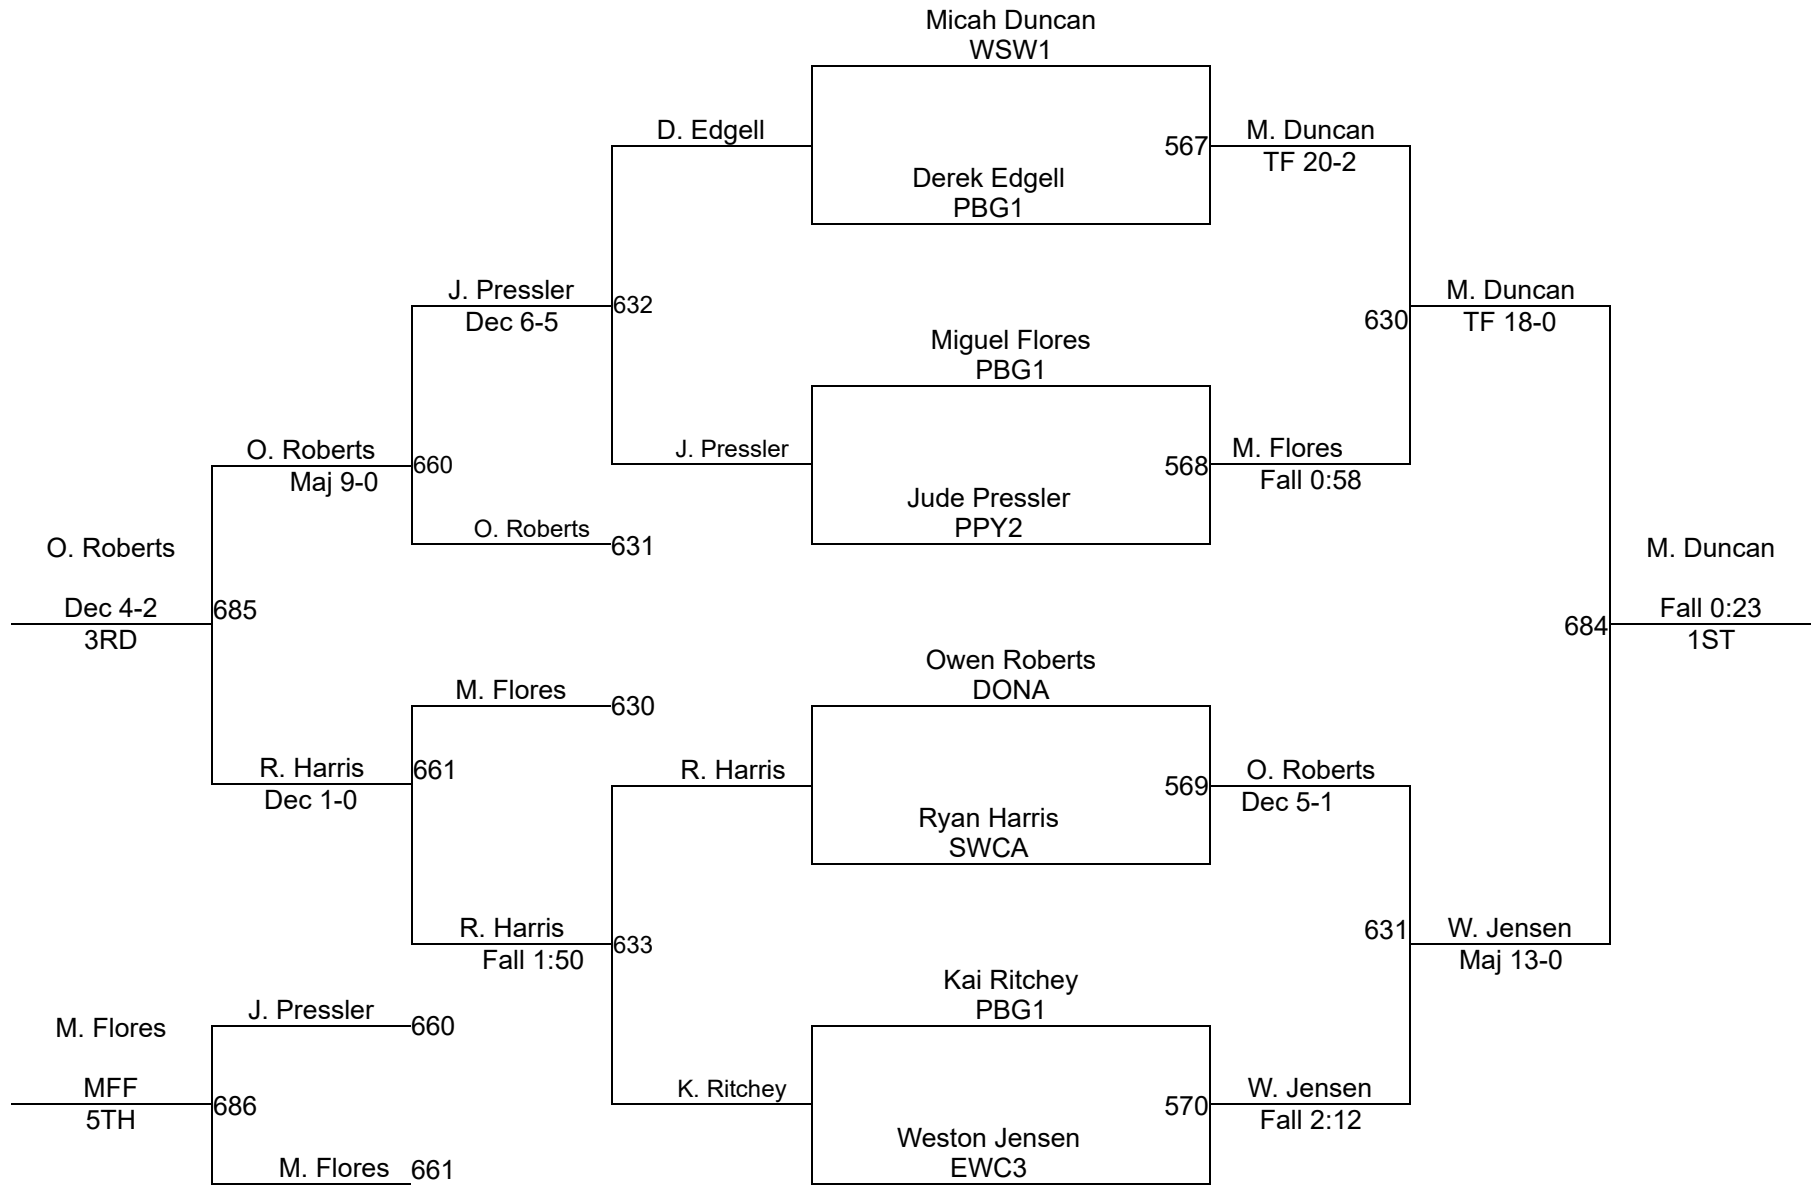 Micah Duncan
WSW1
D. Edgell
567
M. Duncan
TF 20-2
Derek Edgell
PBG1
J. Pressler
Dec 6-5
632
M. Duncan
TF 18-0
630
Miguel Flores
PBG1
O. Roberts
Maj 9-0
660
J. Pressler
568
M. Flores
Fall 0:58
Jude Pressler
PPY2
O. Roberts
631
O. Roberts
Dec 4-2
3RD
685
M. Duncan
Fall 0:23
1ST
684
Owen Roberts
DONA
M. Flores
630
R. Harris
Dec 1-0
661
R. Harris
569
O. Roberts
Dec 5-1
Ryan Harris
SWCA
R. Harris
Fall 1:50
633
631
W. Jensen
Maj 13-0
Kai Ritchey
PBG1
J. Pressler
660
M. Flores
MFF
5TH
686
K. Ritchey
570
W. Jensen
Fall 2:12
Weston Jensen
EWC3
M. Flores
661